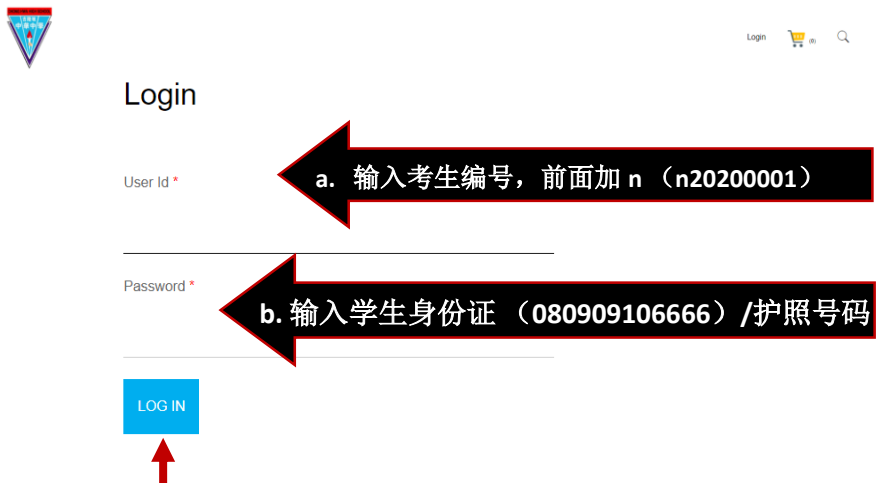 Login
(0)
Login
User Id *
a. 输入考生编号，前面加 n （n20200001）
Password *
b. 输入学生身份证 （080909106666）/护照号码
LOG IN